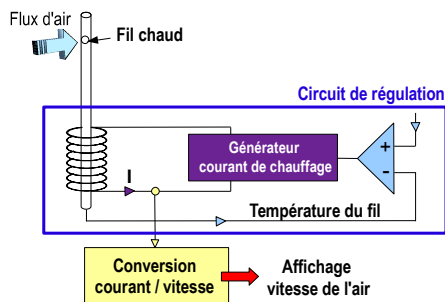 Flux d'air
Fil chaud
Circuit de régulation
Générateur
courant de chauffage
+
-
I
Température du fil
Conversion
courant / vitesse
Affichage
vitesse de l'air